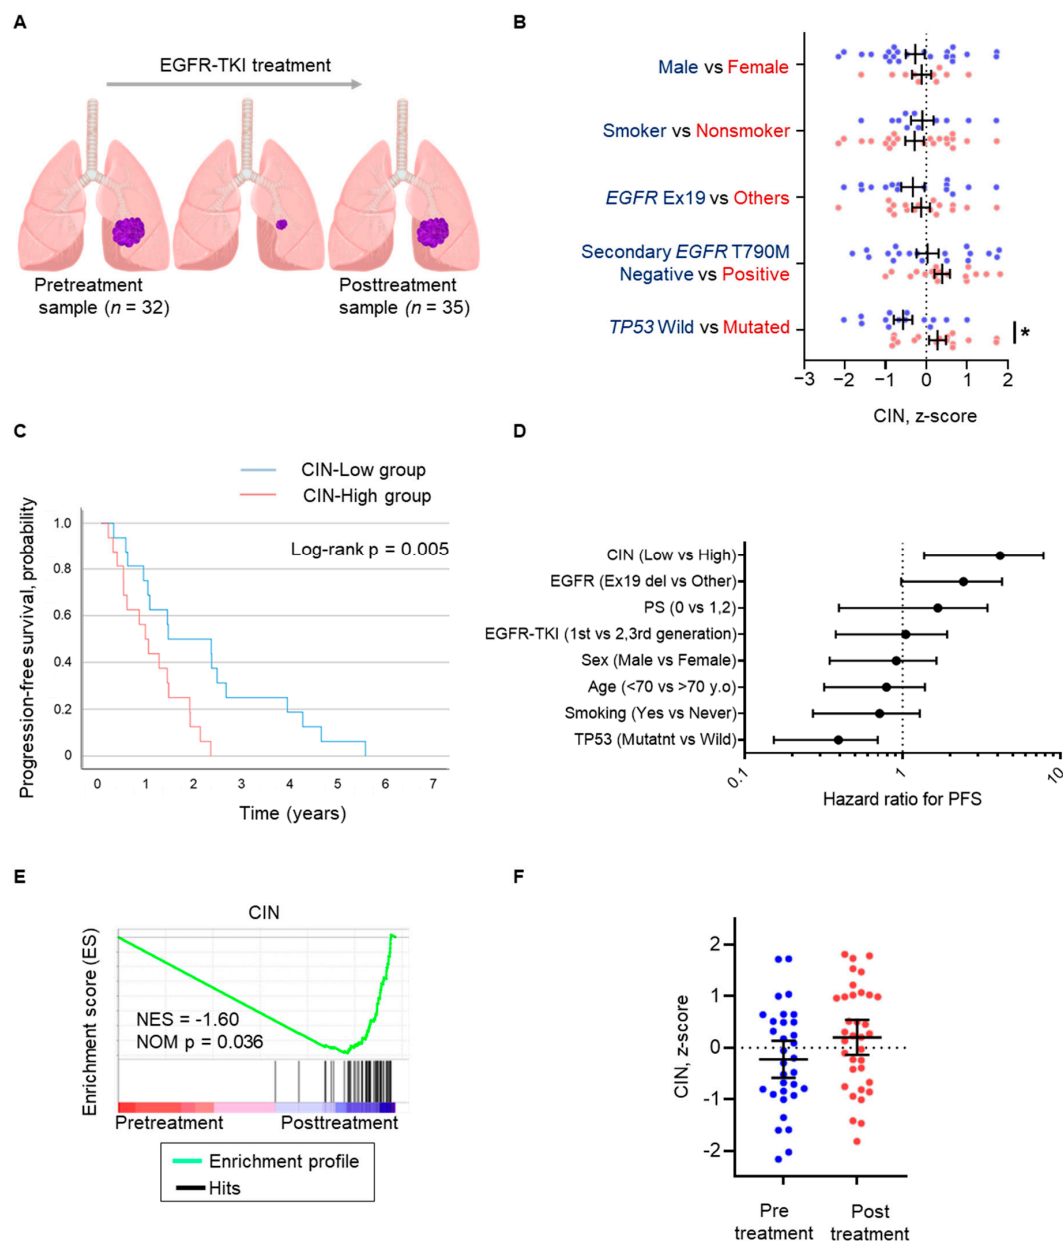 A
EGFR-TKI treatment
Pretreatment
sample (n = 32)
Posttreatment
sample (n = 35)
B
Male vs Female
Smoker vs Nonsmoker
EGFR Ex19 vs Others
Secondary EGFR T790M
Negative vs Positive
TP53 Wild vs Mutated
*
−3 −2 −1 0 1 2
CIN, z-score
C
CIN-Low group
CIN-High group
Log-rank p = 0.005
Progression-free survival, probability
1.0
0.8
0.6
0.4
0.2
0
0 1 2 3 4 5 6 7
Time (years)
D
CIN (Low vs High)
EGFR (Ex19 del vs Other)
PS (0 vs 1,2)
EGFR-TKI (1st vs 2,3rd generation)
Sex (Male vs Female)
Age (<70 vs >70 y.o)
Smoking (Yes vs Never)
TP53 (Mutatnt vs Wild)
0.1 1 10
Hazard ratio for PFS
E
CIN
Enrichment score (ES)
NES = -1.60
NOM p = 0.036
Pretreatment Posttreatment
Enrichment profile
Hits
F
CIN, z-score
2
1
0
-1
-2
Pre
treatment
Post
treatment